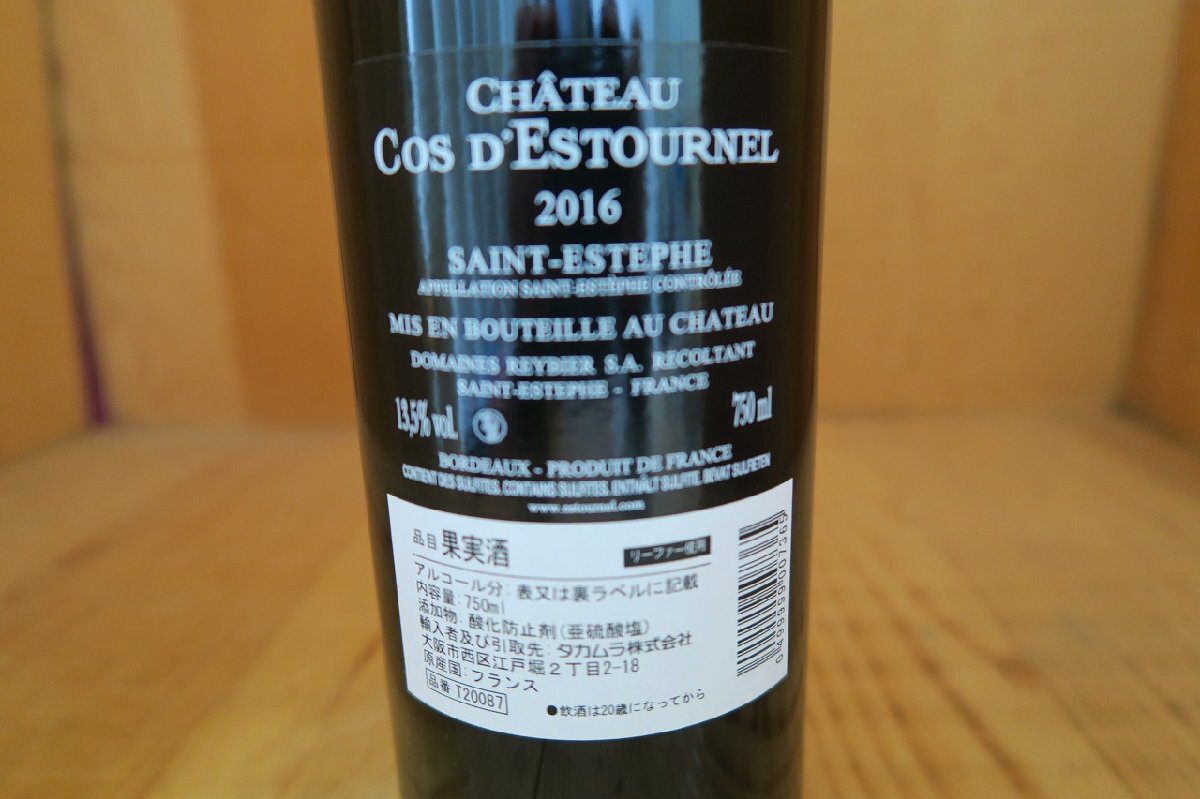 CHÂTEAU
COS D'ESTOURNEL
2016
SAINT-ESTEPHE
APPELLATION SAINT-ESTÈPHE CONTRÔLÉE
MIS EN BOUTEILLE AU CHATEAU
DOMAINES REYBIER S.A. RECOLTANT
SAINT-ESTEPHE - FRANCE
13,5% vol. 750 ml
BORDEAUX - PRODUIT DE FRANCE
CONTIENT DES SULFITES, CONTAINS SULFITES, ENTHÄLT SULFITE, BEVAT SULFIETEN
www.estournel.com
品目 果実酒 リーファー使用
アルコール分: 表又は裏ラベルに記載
内容量: 750ml
添加物: 酸化防止剤(亜硫酸塩)
輸入者及び引取先: タカムラ株式会社
大阪市西区江戸堀2丁目2-18
原産国: フランス
品番 T20087
●飲酒は20歳になってから
0499999007365